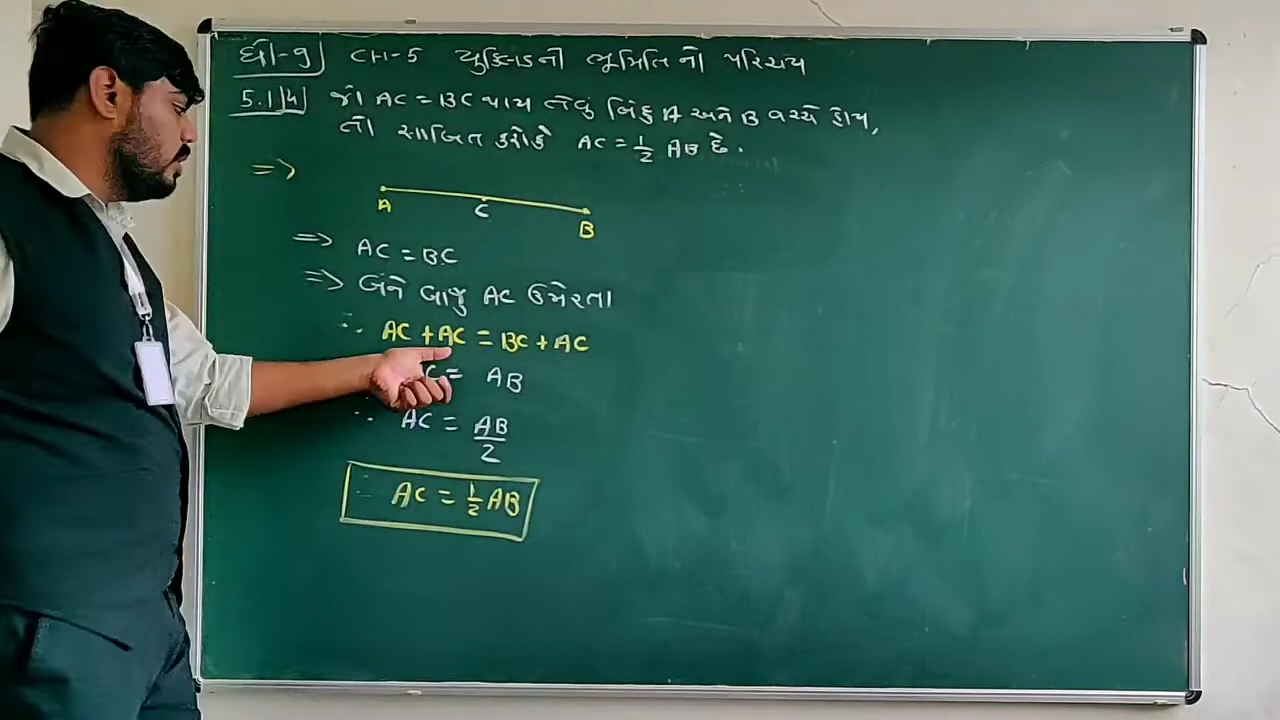 ધો-9 CH-5 યુક્લિડની ભૂમિતિનો પરિચય
5.1|4 જો AC = BC થાય તેવું બિંદુ A અને B વચ્ચે હોય,
તો સાબિત કરો કે AC = 1/2 AB છે.
=>
A C B
=> AC = BC
=> બંને બાજુ AC ઉમેરતા
∴ AC + AC = BC + AC
C = AB
∴ AC = AB/2
AC = 1/2 AB